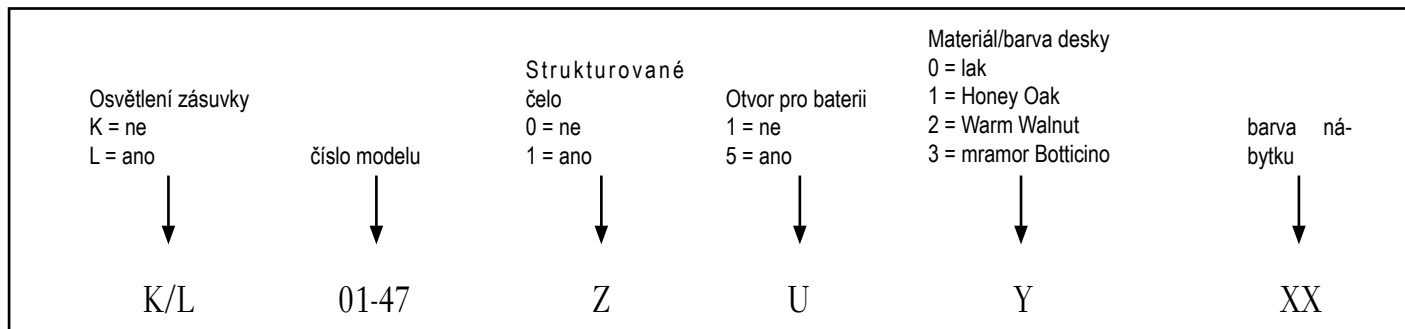 Osvětlení zásuvky
K = ne
L = ano
číslo modelu
Strukturované
čelo
0 = ne
1 = ano
Otvor pro baterii
1 = ne
5 = ano
Materiál/barva desky
0 = lak
1 = Honey Oak
2 = Warm Walnut
3 = mramor Botticino
barva ná-
bytku
K/L
01-47
Z
U
Y
XX